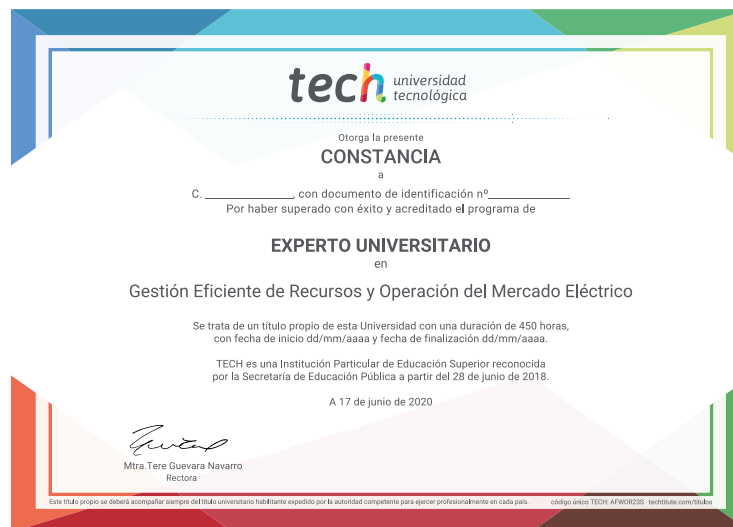 tech universidad
tecnológica
Otorga la presente
CONSTANCIA
a
C. ______________, con documento de identificación nº______________
Por haber superado con éxito y acreditado el programa de
EXPERTO UNIVERSITARIO
en
Gestión Eficiente de Recursos y Operación del Mercado Eléctrico
Se trata de un título propio de esta Universidad con una duración de 450 horas,
con fecha de inicio dd/mm/aaaa y fecha de finalización dd/mm/aaaa.
TECH es una Institución Particular de Educación Superior reconocida
por la Secretaría de Educación Pública a partir del 28 de junio de 2018.
A 17 de junio de 2020
Mtra.Tere Guevara Navarro
Rectora
Este título propio se deberá acompañar siempre del título universitario habilitante expedido por la autoridad competente para ejercer profesionalmente en cada país. código único TECH: AFWOR23S techtitute.com/titulos